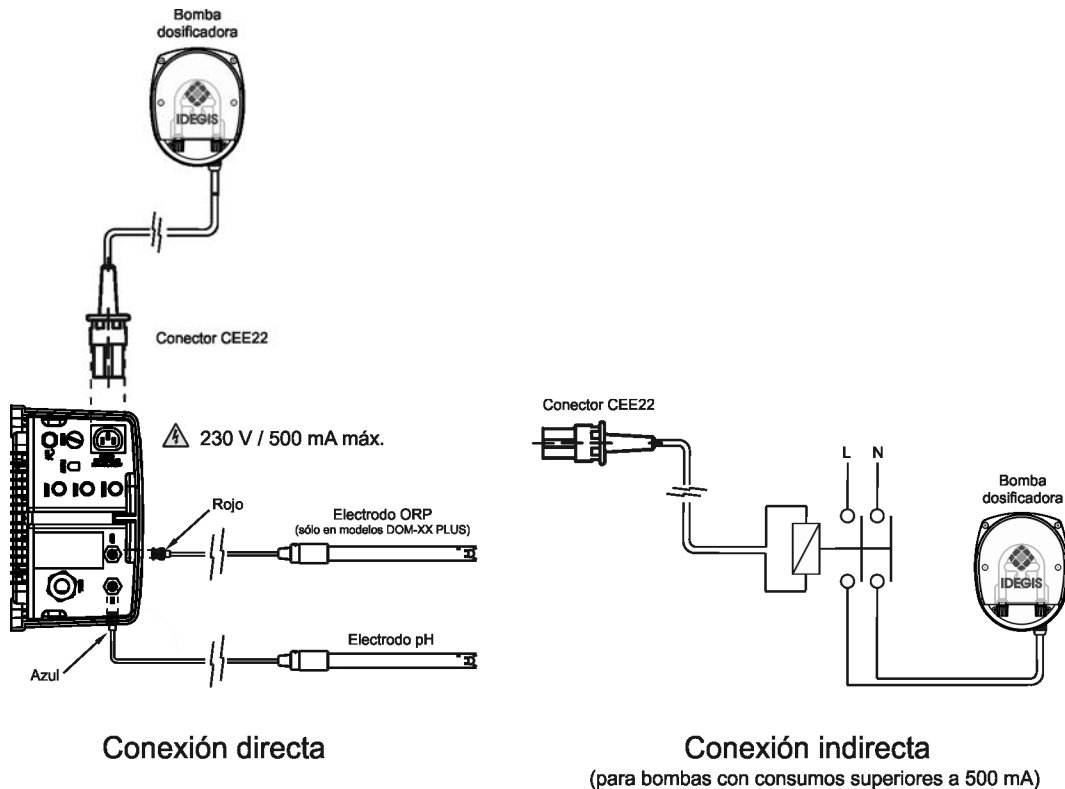 Bomba
dosificadora
IDEGIS
Conector CEE22
230 V / 500 mA máx.
Rojo
Electrodo ORP
(sólo en modelos DOM-XX PLUS)
Electrodo pH
Azul
Conexión directa
Conector CEE22
L N
Bomba
dosificadora
IDEGIS
Conexión indirecta
(para bombas con consumos superiores a 500 mA)